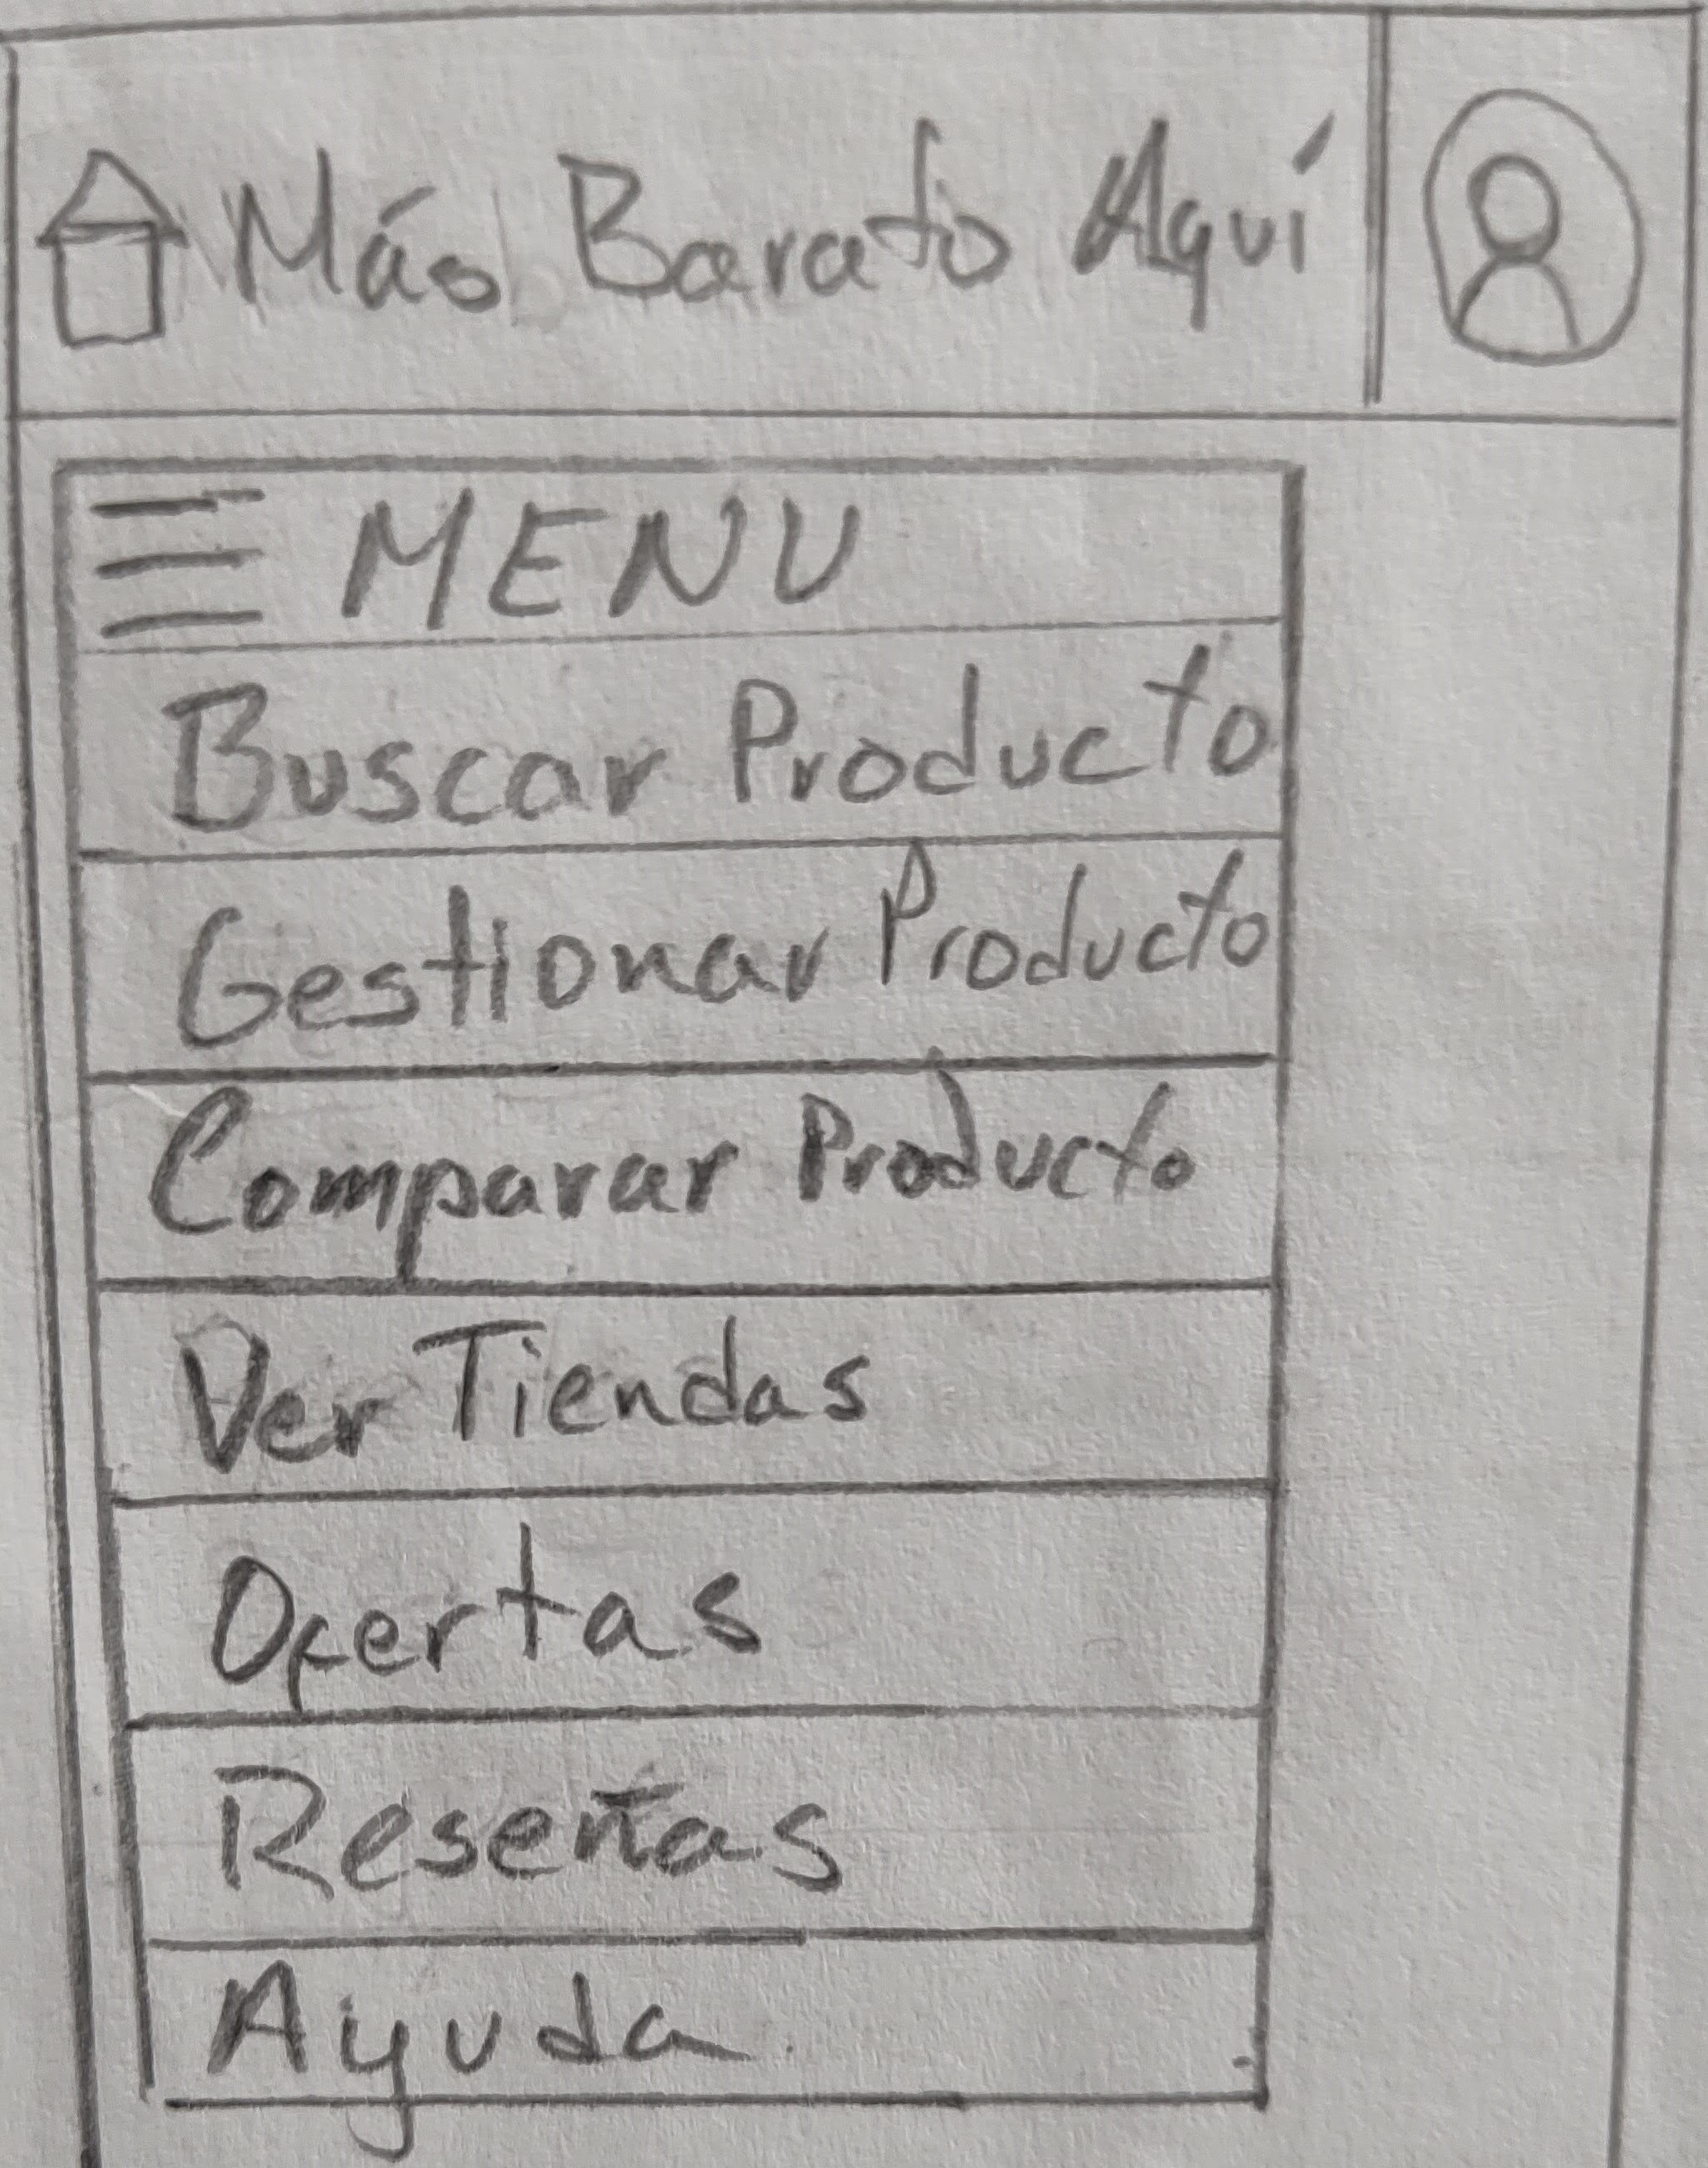 Más Barato Aquí
MENU
Buscar Producto
Gestionar Producto
Comparar Producto
Ver Tiendas
Ofertas
Reseñas
Ayuda